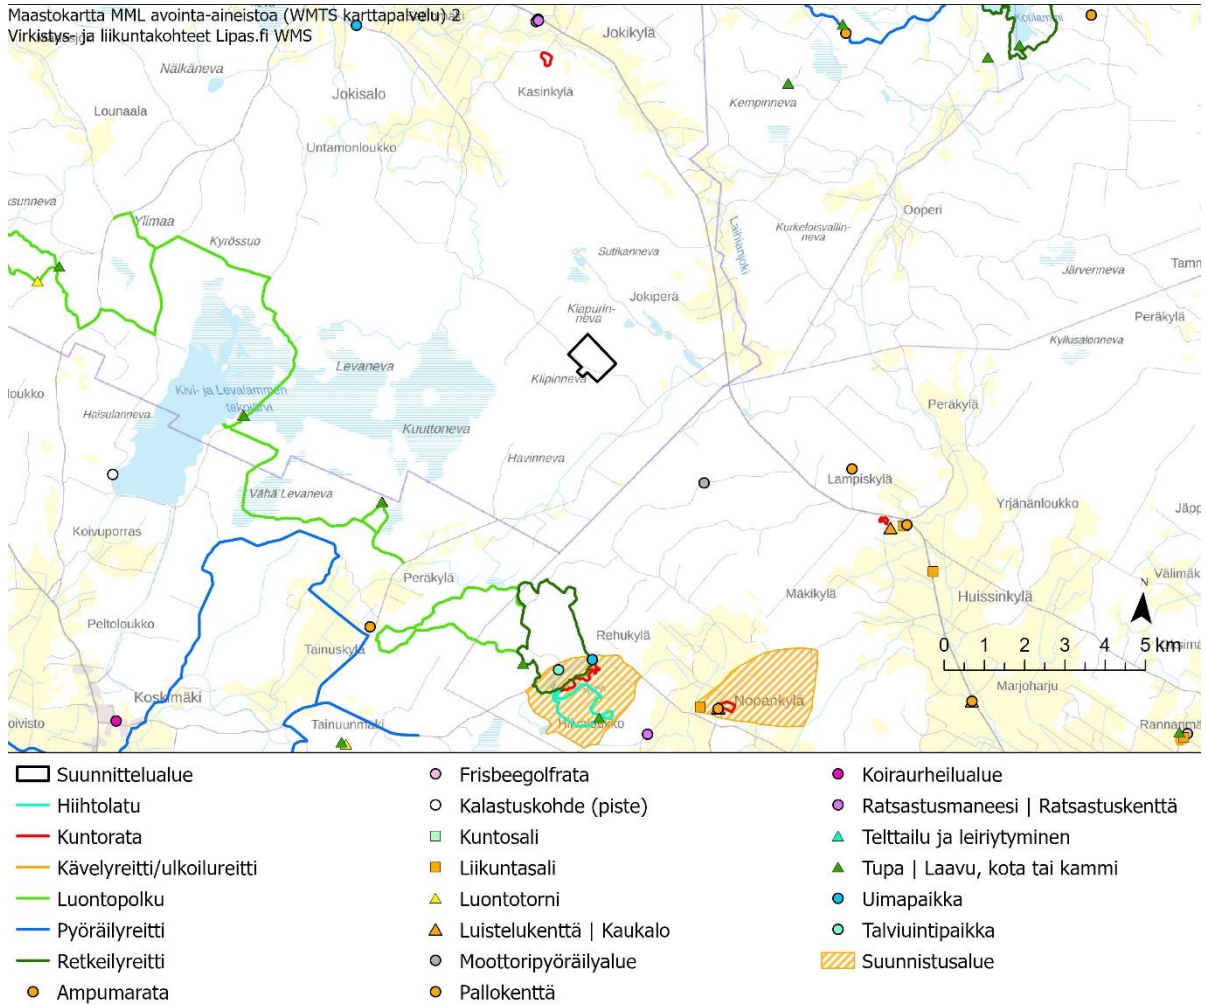 Maastokartta MML avointa-aineistoa (WMTS karttapalvelu) 2
Virkistys- ja liikuntakohteet Lipas.fi WMS
Kotilammi
Jokikylä
Näläkäneva
Jokisalo
Kasinkylä
Kempinneva
Lounaala
Untamonloukko
Ylimaa
Kyrössuo
Ooperi
Laihianjoki
Kurkeloisvallin-
neva
Sutikanneva
Järvenneva
Jokiperä
Klapurin-
neva
Peräkylä
Kylkisalonneva
Levaneva
Klipinneva
Kivi- ja Levalammen
tekojärvi
Haisulanneva
Peräkylä
Kuuttoneva
Havinneva
Lampiskylä
Vähä Levaneva
Yrjänänloukko
Koivuporras
Peräkylä
Mäkikylä
Huissinkylä
Peltoloukko
Rehukylä
N
0 1 2 3 4 5 km
Tainuskylä
Marjoharju
Koskimäki
Nopankylä
Tainuunmäki
Suunnittelualue
Hiihtolatu
Kuntorata
Kävelyreitti/ulkoilureitti
Luontopolku
Pyöräilyreitti
Retkeilyreitti
Ampumarata
Frisbeegolfrata
Kalastuskohde (piste)
Kuntosali
Liikuntasali
Luontotorni
Luistelukenttä | Kaukalo
Moottoripyöräilyalue
Pallokenttä
Koiraurheilualue
Ratsastusmaneesi | Ratsastuskenttä
Telttailu ja leiriytyminen
Tupa | Laavu, kota tai kammi
Uimapaikka
Talviuintipaikka
Suunnistusalue